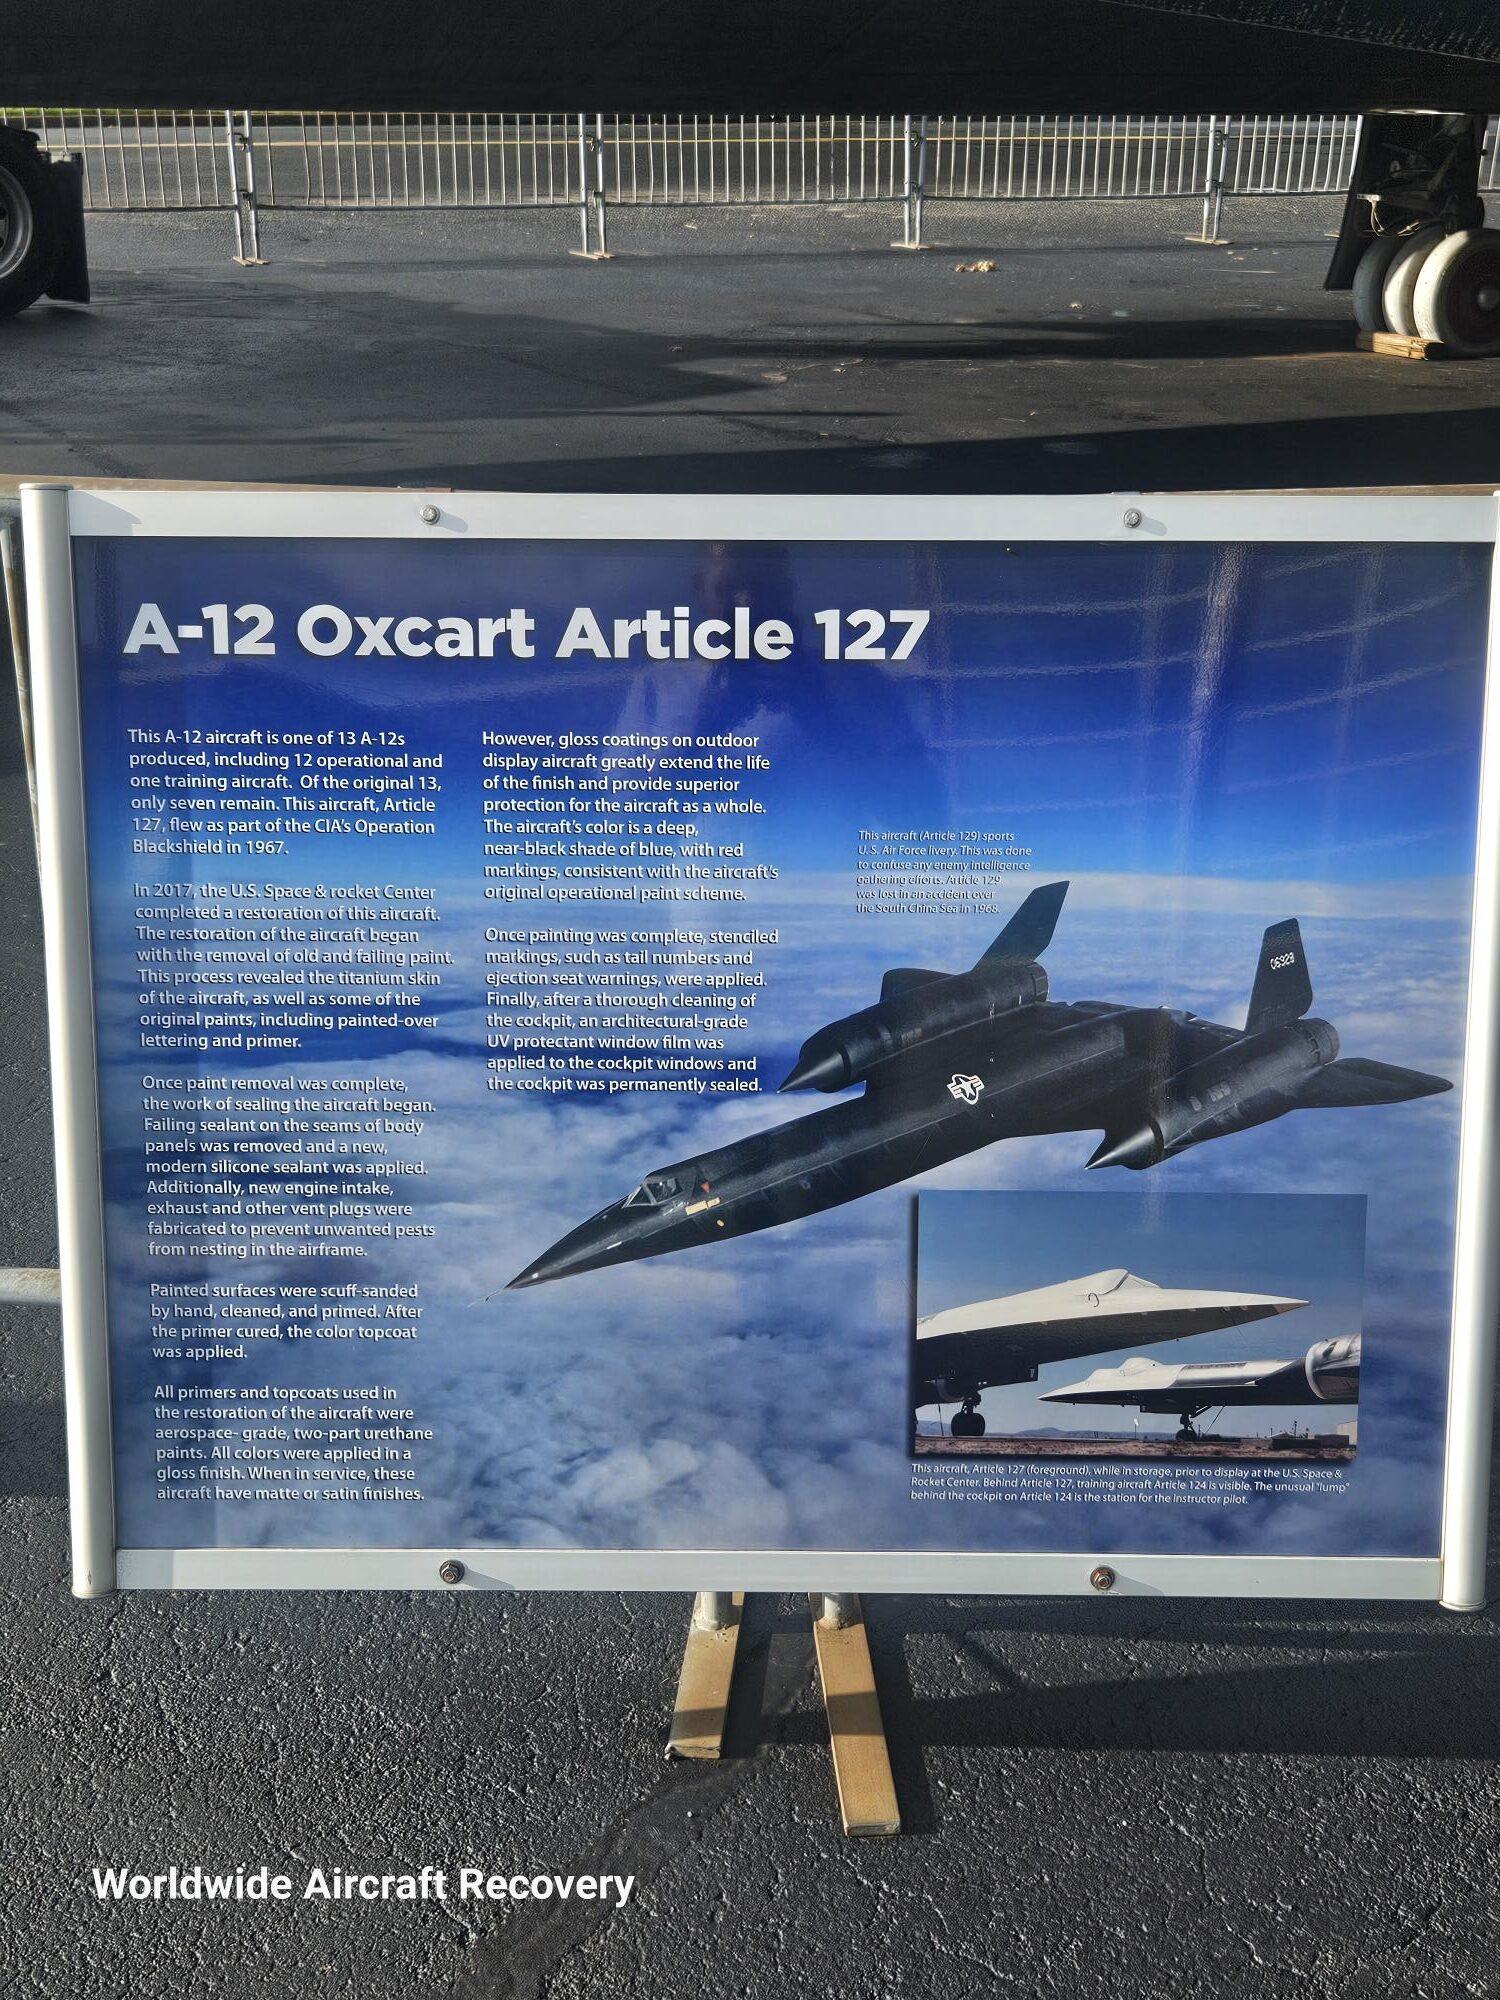 A-12 Oxcart Article 127
This A-12 aircraft is one of 13 A-12s
produced, including 12 operational and
one training aircraft. Of the original 13,
only seven remain. This aircraft, Article
127, flew as part of the CIA's Operation
Blackshield in 1967.
In 2017, the U.S. Space & rocket Center
completed a restoration of this aircraft.
The restoration of the aircraft began
with the removal of old and failing paint.
This process revealed the titanium skin
of the aircraft, as well as some of the
original paints, including painted-over
lettering and primer.
Once paint removal was complete,
the work of sealing the aircraft began.
Failing sealant on the seams of body
panels was removed and a new,
modern silicone sealant was applied.
Additionally, new engine intake,
exhaust and other vent plugs were
fabricated to prevent unwanted pests
from nesting in the airframe.
Painted surfaces were scuff-sanded
by hand, cleaned, and primed. After
the primer cured, the color topcoat
was applied.
All primers and topcoats used in
the restoration of the aircraft were
aerospace- grade, two-part urethane
paints. All colors were applied in a
gloss finish. When in service, these
aircraft have matte or satin finishes.
However, gloss coatings on outdoor
display aircraft greatly extend the life
of the finish and provide superior
protection for the aircraft as a whole.
The aircraft's color is a deep,
near-black shade of blue, with red
markings, consistent with the aircraft's
original operational paint scheme.
Once painting was complete, stenciled
markings, such as tail numbers and
ejection seat warnings, were applied.
Finally, after a thorough cleaning of
the cockpit, an architectural-grade
UV protectant window film was
applied to the cockpit windows and
the cockpit was permanently sealed.
This aircraft (Article 129) sports
U. S. Air Force livery. This was done
to confuse any enemy intelligence
gathering efforts. Article 129
was lost in an accident over
the South China Sea in 1968.
06929
This aircraft, Article 127 (foreground), while in storage, prior to display at the U.S. Space &
Rocket Center. Behind Article 127, training aircraft Article 124 is visible. The unusual "lump"
behind the cockpit on Article 124 is the station for the instructor pilot.
Worldwide Aircraft Recovery